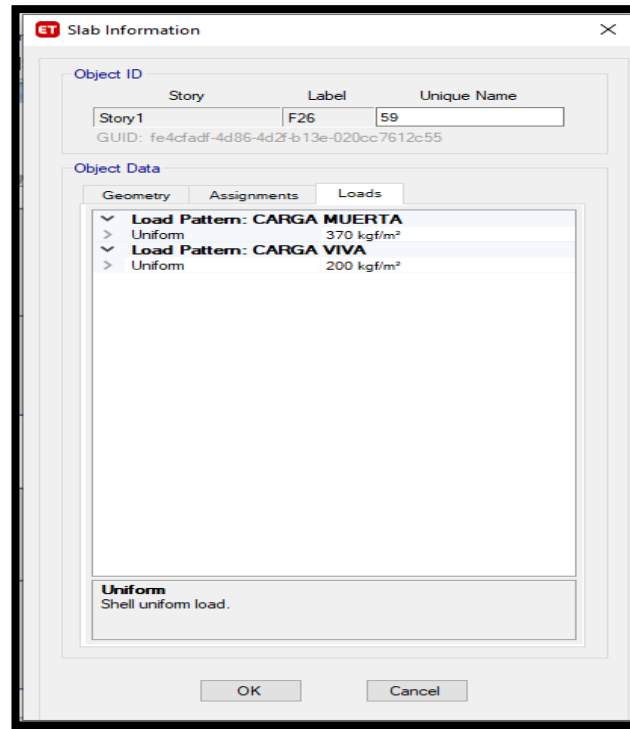 ET Slab Information
Object ID
Story Label Unique Name
Story1 F26 59
GUID: fe4cfadf-4d86-4d2f-b13e-020cc7612c55
Object Data
Geometry Assignments Loads
Load Pattern: CARGA MUERTA
Uniform 370 kgf/m²
Load Pattern: CARGA VIVA
Uniform 200 kgf/m²
Uniform
Shell uniform load.
OK Cancel